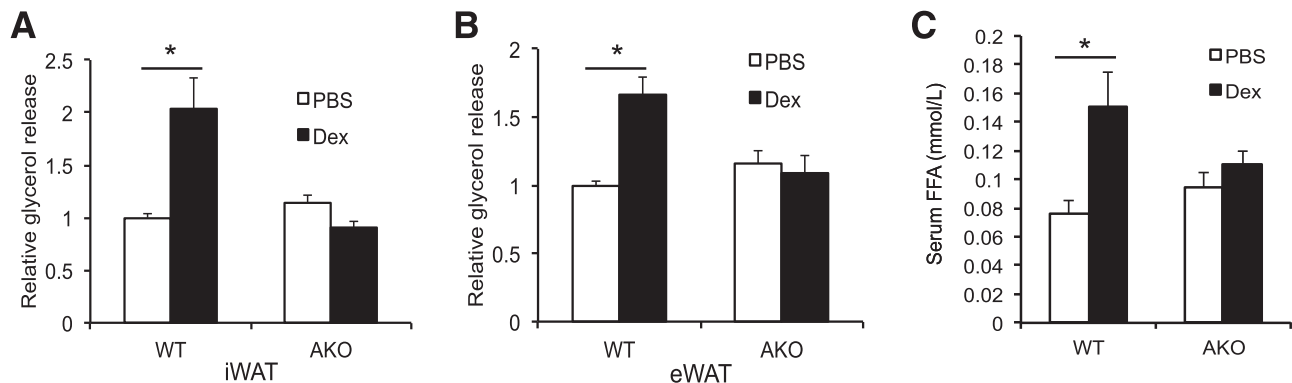 A
Relative glycerol release
2.5
2
1.5
1
0.5
0
*
PBS
Dex
WT
AKO
iWAT
B
Relative glycerol release
2
1.5
1
0.5
0
*
PBS
Dex
WT
AKO
eWAT
C
Serum FFA (mmol/L)
0.2
0.18
0.16
0.14
0.12
0.1
0.08
0.06
0.04
0.02
0
*
PBS
Dex
WT
AKO